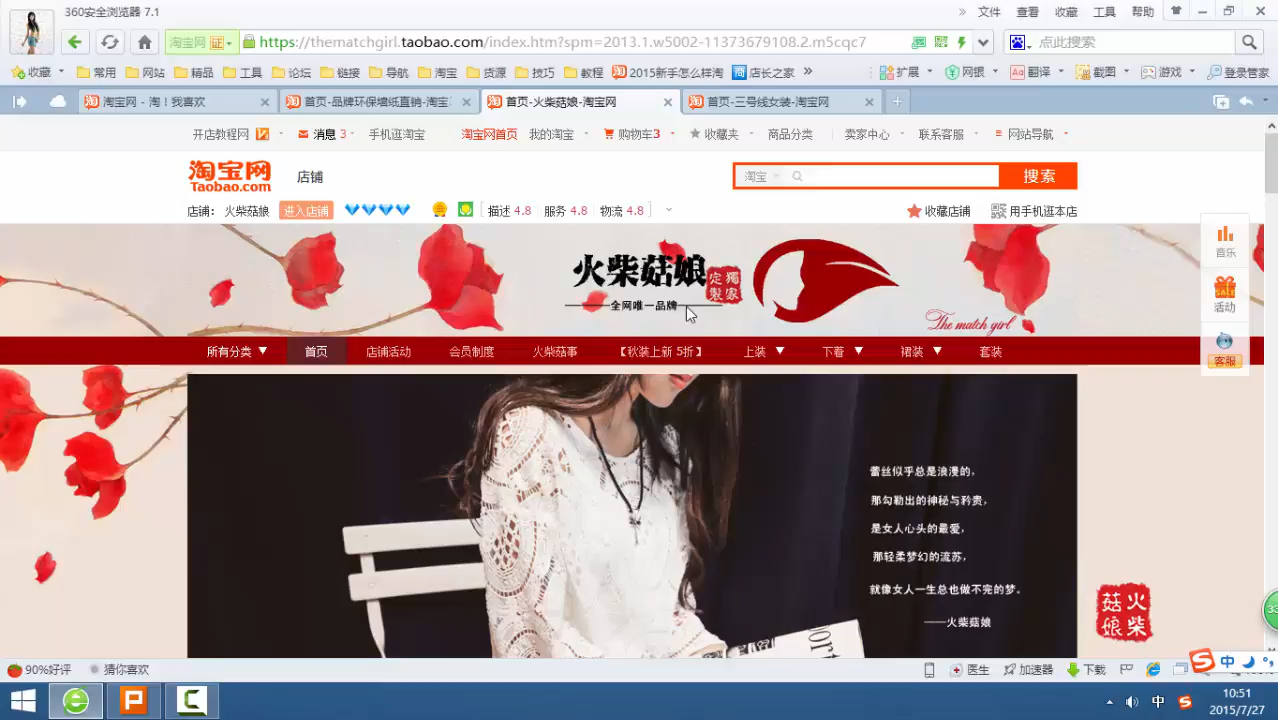 360安全浏览器 7.1
» 文件 查看 收藏 工具 帮助
淘宝网 证 https://thematchgirl.taobao.com/index.htm?spm=2013.1.w5002-11373679108.2.m5cqc7 点此搜索
收藏 常用 网站 精品 工具 论坛 链接 导航 淘宝 货源 技巧 教程 2015新手怎么样淘 商 店长之家 » 扩展 网银 Aa 翻译 截图 游戏 登录管家
淘宝网 - 淘！我喜欢 首页-品牌环保墙纸直销-淘宝 首页-火柴菇娘-淘宝网 首页-三号线女装-淘宝网
开店教程网 消息 3 手机逛淘宝 淘宝网首页 我的淘宝 购物车3 收藏夹 商品分类 卖家中心 联系客服 网站导航
淘宝网
Taobao.com
店铺
淘宝
搜索
店铺： 火柴菇娘 进入店铺 描述 4.8 服务 4.8 物流 4.8 收藏店铺 用手机逛本店
火柴菇娘
獨家定製
全网唯一品牌
The match girl
音乐
SALE
活动
客服
所有分类 首页 店铺活动 会员制度 火柴菇事 【秋装上新 5折】 上装 下着 裙装 套装
蕾丝似乎总是浪漫的，
那勾勒出的神秘与矜贵，
是女人心头的最爱，
那轻柔梦幻的流苏，
就像女人一生总也做不完的梦。
——火柴菇娘
火柴菇娘
33
90%好评 猜你喜欢 医生 加速器 下载
中
中
10:51
2015/7/27